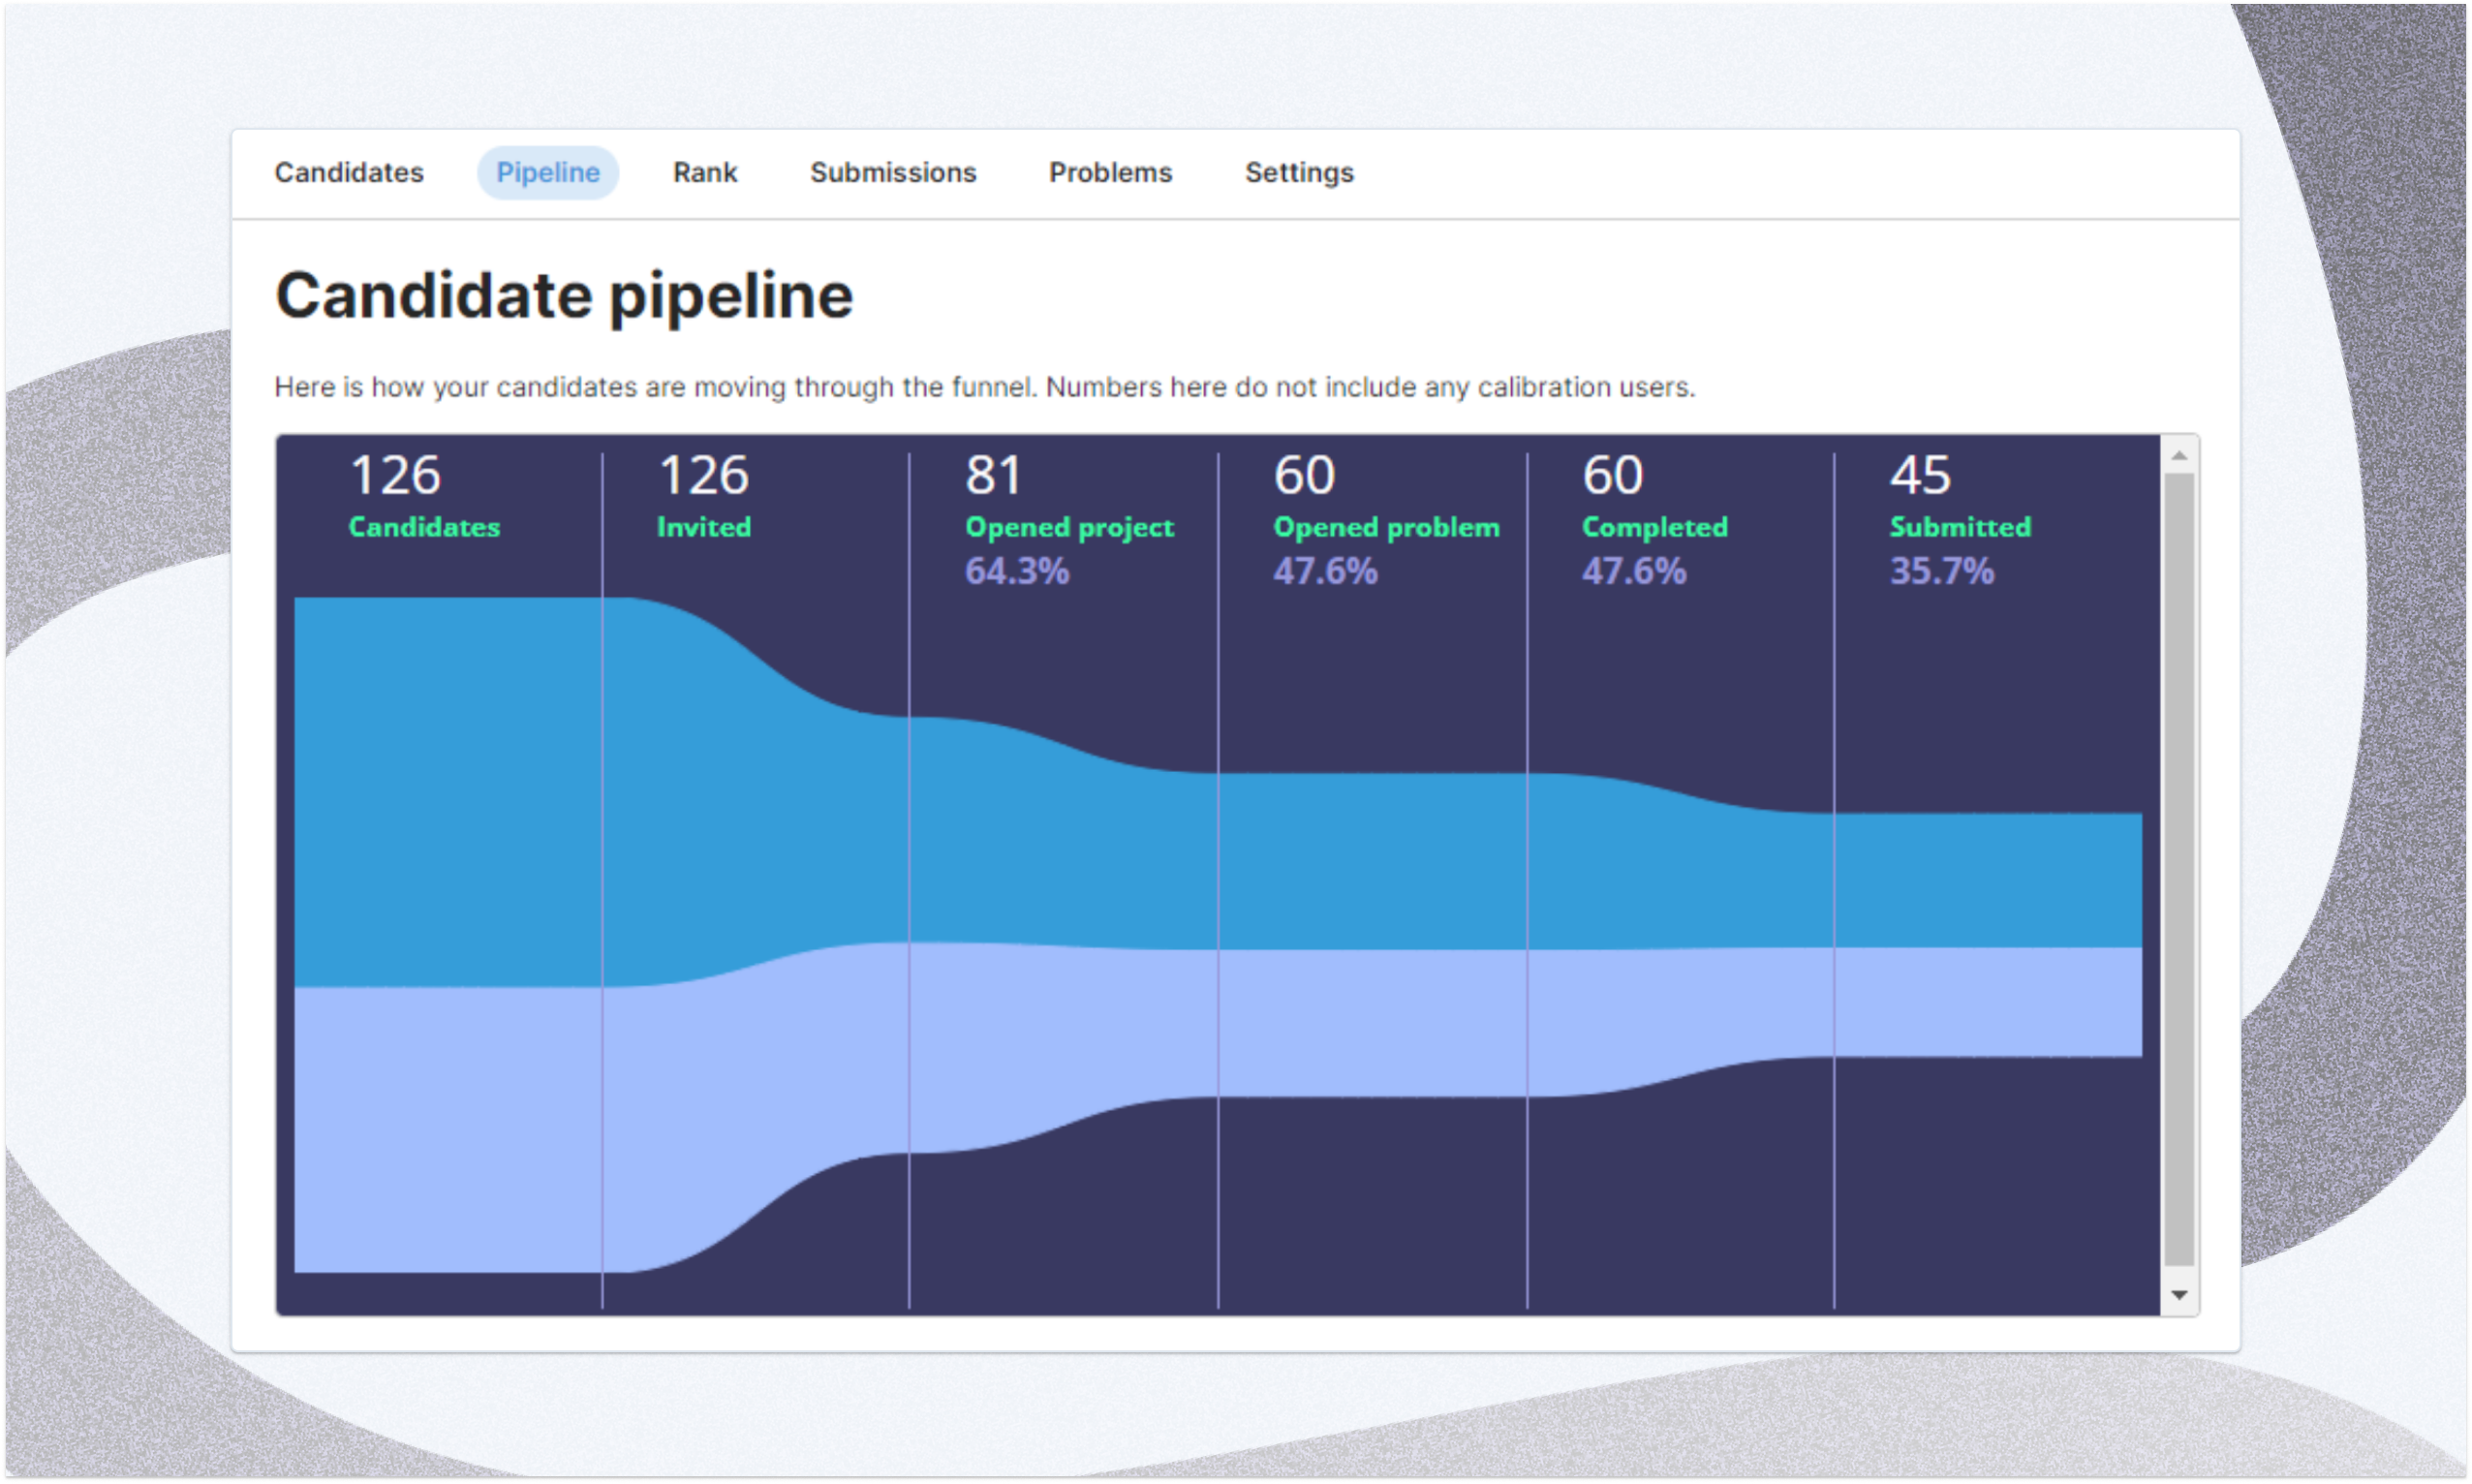 Candidates Pipeline Rank Submissions Problems Settings
Candidate pipeline
Here is how your candidates are moving through the funnel. Numbers here do not include any calibration users.
126 126 81 60 60 45
Candidates Invited Opened project Opened problem Completed Submitted
64.3% 47.6% 47.6% 35.7%